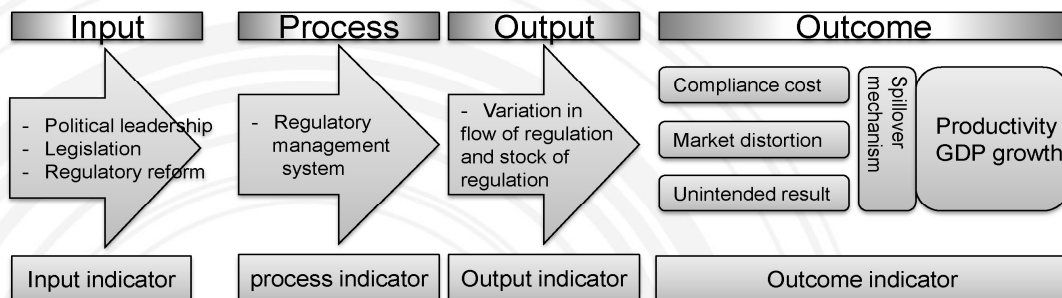 Input
Process
Output
Outcome
- Political leadership
- Legislation
- Regulatory reform
- Regulatory
management
system
- Variation in
flow of regulation
and stock of
regulation
Compliance cost
Market distortion
Unintended result
Spillover
mechanism
Productivity
GDP growth
Input indicator
process indicator
Output indicator
Outcome indicator